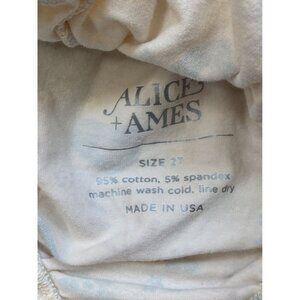 ALICE
+ AMES
SIZE 2T
95% cotton, 5% spandex
machine wash cold, line dry
MADE IN USA